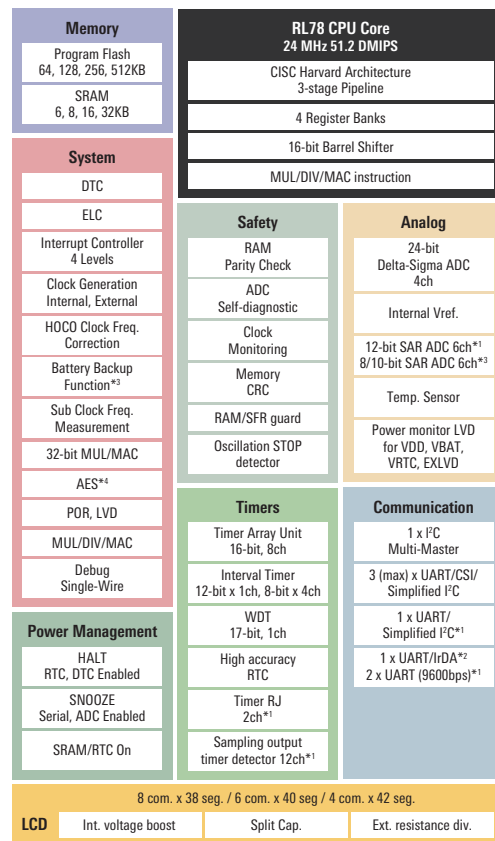 Memory
Program Flash
64, 128, 256, 512KB
SRAM
6, 8, 16, 32KB
RL78 CPU Core
24 MHz 51.2 DMIPS
CISC Harvard Architecture
3-stage Pipeline
4 Register Banks
16-bit Barrel Shifter
MUL/DIV/MAC instruction
System
DTC
ELC
Interrupt Controller
4 Levels
Clock Generation
Internal, External
HOCO Clock Freq.
Correction
Battery Backup
Function*3
Sub Clock Freq.
Measurement
32-bit MUL/MAC
AES*4
POR, LVD
MUL/DIV/MAC
Debug
Single-Wire
Safety
RAM
Parity Check
ADC
Self-diagnostic
Clock
Monitoring
Memory
CRC
RAM/SFR guard
Oscillation STOP
detector
Analog
24-bit
Delta-Sigma ADC
4ch
Internal Vref.
12-bit SAR ADC 6ch*1
8/10-bit SAR ADC 6ch*3
Temp. Sensor
Power monitor LVD
for VDD, VBAT,
VRTC, EXLVD
Power Management
HALT
RTC, DTC Enabled
SNOOZE
Serial, ADC Enabled
SRAM/RTC On
Timers
Timer Array Unit
16-bit, 8ch
Interval Timer
12-bit x 1ch, 8-bit x 4ch
WDT
17-bit, 1ch
High accuracy
RTC
Timer RJ
2ch*1
Sampling output
timer detector 12ch*1
Communication
1 x I²C
Multi-Master
3 (max) x UART/CSI/
Simplified I²C
1 x UART/
Simplified I²C*1
1 x UART/IrDA*2
2 x UART (9600bps)*1
8 com. x 38 seg. / 6 com. x 40 seg / 4 com. x 42 seg.
LCD
Int. voltage boost
Split Cap.
Ext. resistance div.